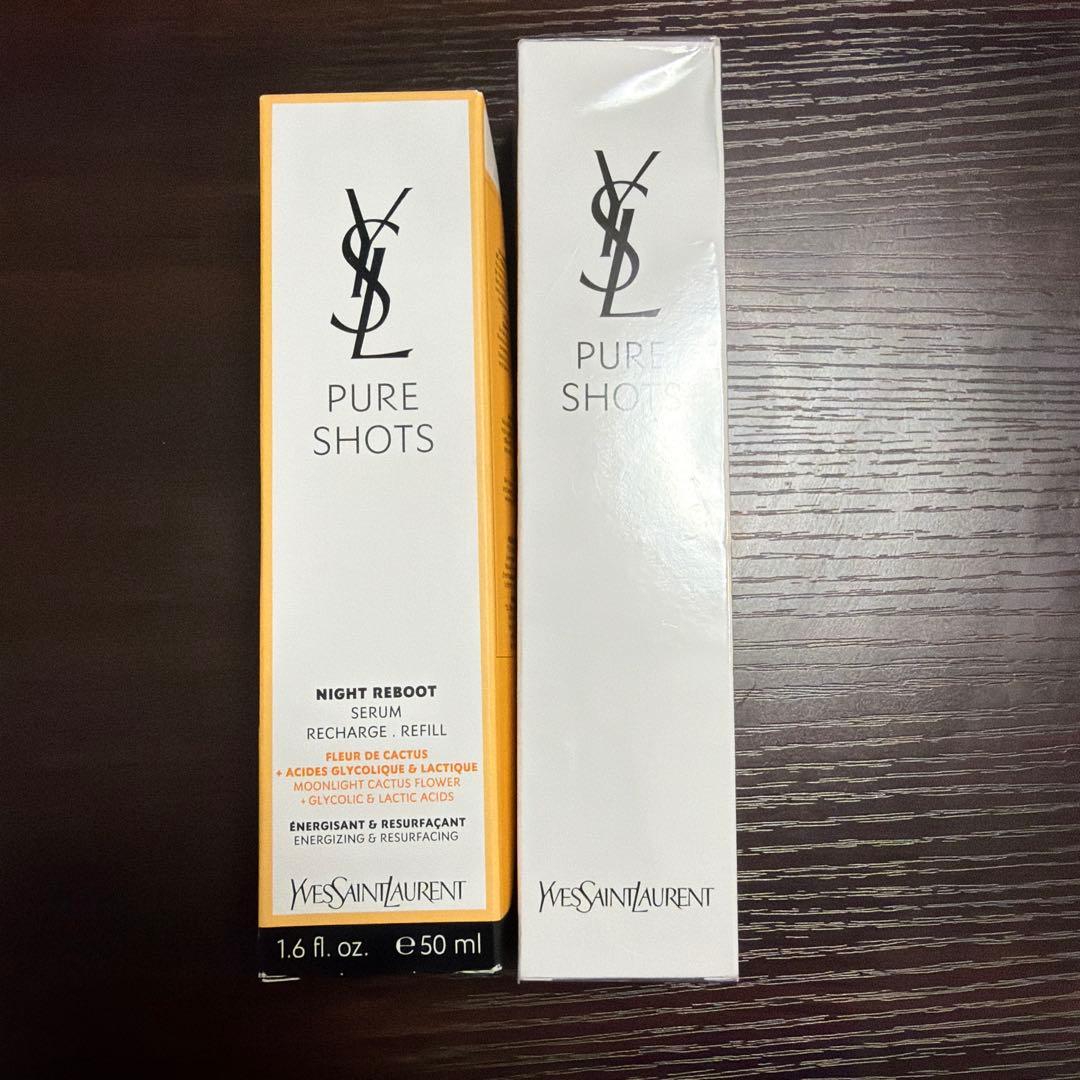 YSL
PURE
SHOTS
NIGHT REBOOT
SERUM
RECHARGE . REFILL
FLEUR DE CACTUS
+ ACIDES GLYCOLIQUE & LACTIQUE
MOONLIGHT CACTUS FLOWER
+ GLYCOLIC & LACTIC ACIDS
ÉNERGISANT & RESURFAÇANT
ENERGIZING & RESURFACING
YVESSAINTLAURENT
1.6 fl. oz. ℮ 50 ml
YSL
PURE
SHOTS
YVESSAINTLAURENT